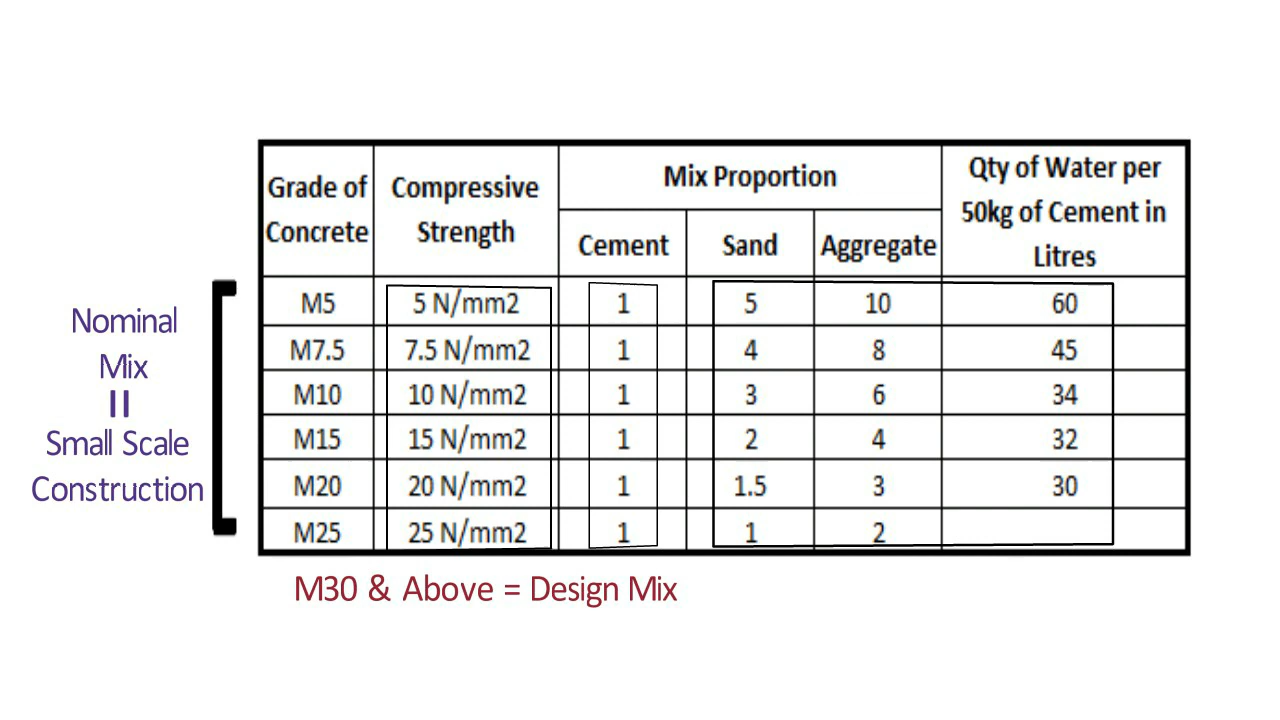 Grade of
Concrete
Compressive
Strength
Mix Proportion
Cement
Sand
Aggregate
Qty of Water per
50kg of Cement in
Litres
M5 5 N/mm2 1 5 10 60
M7.5 7.5 N/mm2 1 4 8 45
M10 10 N/mm2 1 3 6 34
M15 15 N/mm2 1 2 4 32
M20 20 N/mm2 1 1.5 3 30
M25 25 N/mm2 1 1 2
Nominal
Mix
=
Small Scale
Construction
M30 & Above = Design Mix